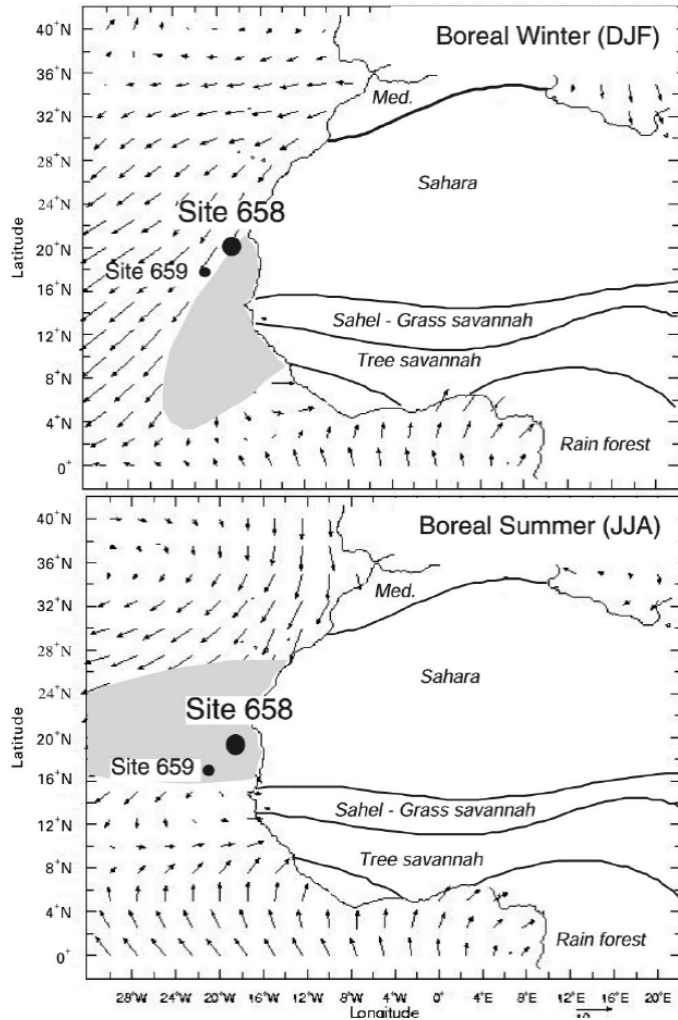 Boreal Winter (DJF)
40⁺N
36⁺N
32⁺N
28⁺N
24⁺N
20⁺N
16⁺N
12⁺N
8⁺N
4⁺N
0⁺
Latitude
Med.
Sahara
Site 658
Site 659
Sahel - Grass savannah
Tree savannah
Rain forest
Boreal Summer (JJA)
40⁺N
36⁺N
32⁺N
28⁺N
24⁺N
20⁺N
16⁺N
12⁺N
8⁺N
4⁺N
0⁺
Latitude
Med.
Sahara
Site 658
Site 659
Sahel - Grass savannah
Tree savannah
Rain forest
28°W 24°W 20°W 16°W 12°W 8°W 4°W 0° 4°E 8°E 12°E 16°E 20°E
Longitude